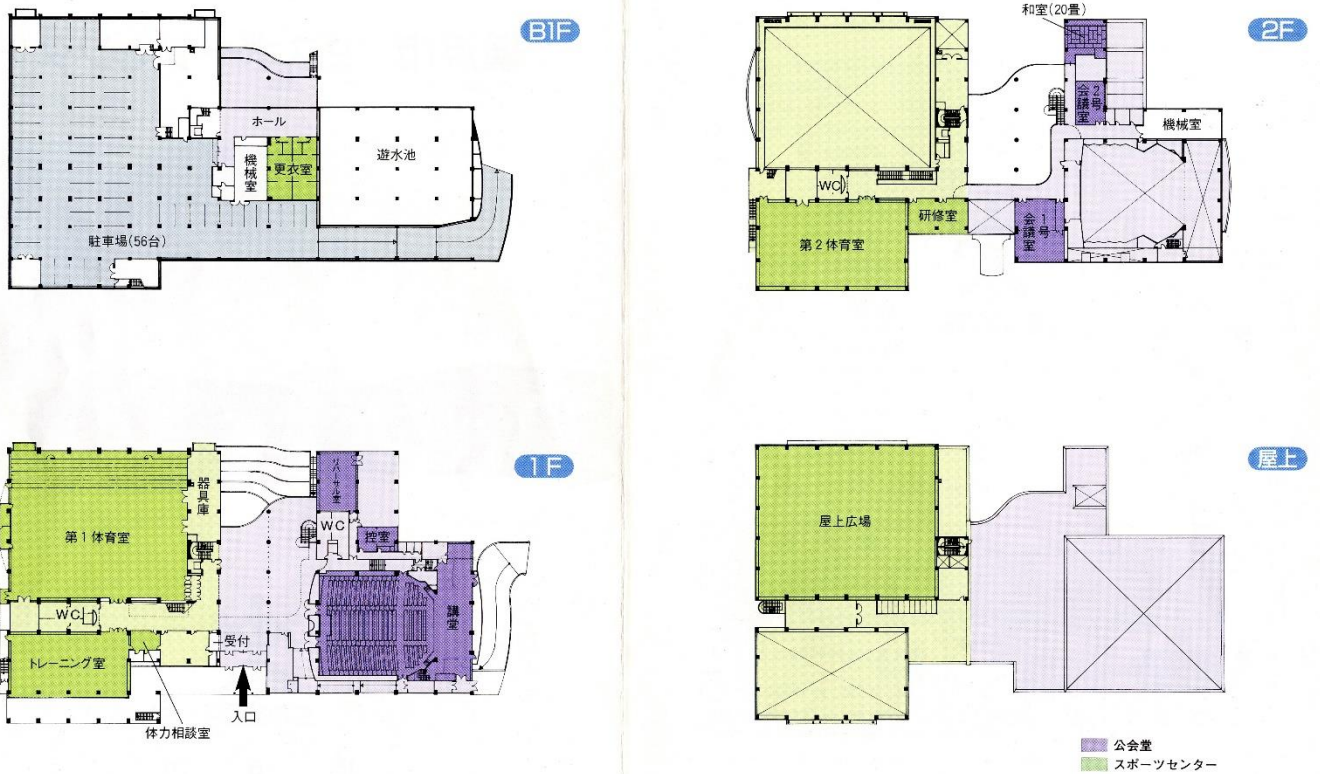 B1F
ホール
機械室
更衣室
遊水池
駐車場(56台)
2F
和室(20畳)
2号会議室
機械室
WC
研修室
第2体育室
1号会議室
1F
リハーサル室
器具庫
WC
控室
第1体育室
講堂
WC
受付
トレーニング室
入口
体力相談室
屋上
屋上広場
公会堂
スポーツセンター